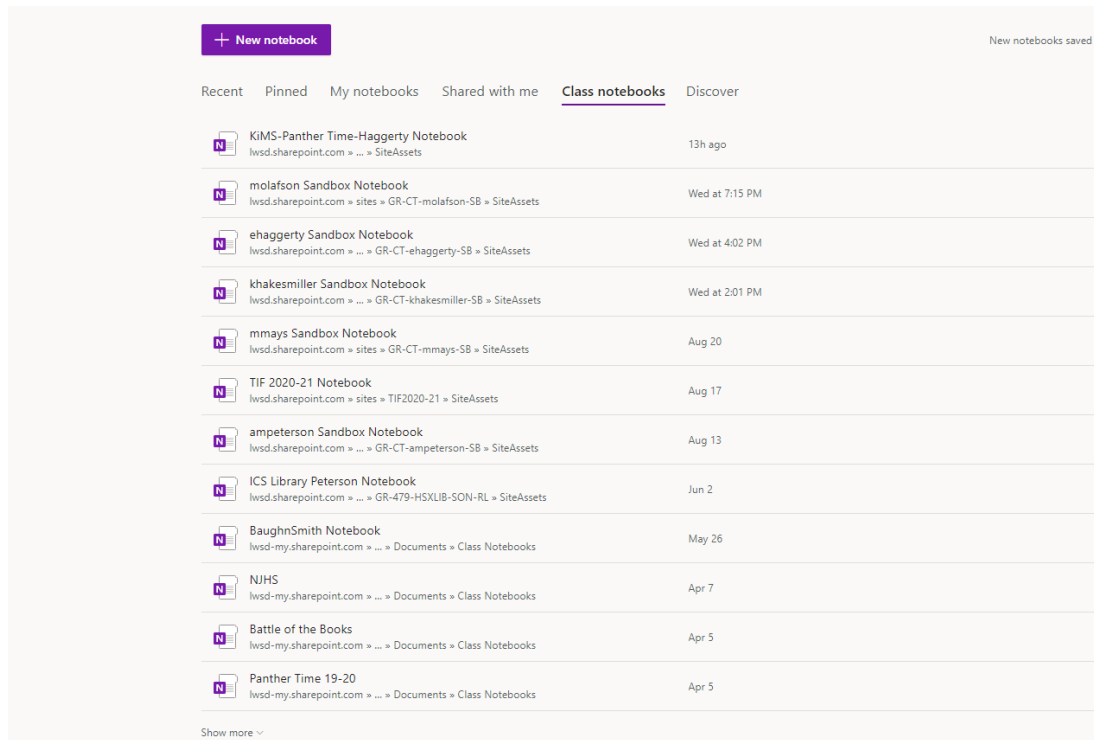 New notebook
New notebooks saved
Recent Pinned My notebooks Shared with me Class notebooks Discover
KiMS-Panther Time-Haggerty Notebook
lwsd.sharepoint.com » ... » SiteAssets
13h ago
molafson Sandbox Notebook
lwsd.sharepoint.com » sites » GR-CT-molafson-SB » SiteAssets
Wed at 7:15 PM
ehaggerty Sandbox Notebook
lwsd.sharepoint.com » ... » GR-CT-ehaggerty-SB » SiteAssets
Wed at 4:02 PM
khakesmiller Sandbox Notebook
lwsd.sharepoint.com » ... » GR-CT-khakesmiller-SB » SiteAssets
Wed at 2:01 PM
mmays Sandbox Notebook
lwsd.sharepoint.com » sites » GR-CT-mmays-SB » SiteAssets
Aug 20
TIF 2020-21 Notebook
lwsd.sharepoint.com » sites » TIF2020-21 » SiteAssets
Aug 17
ampeterson Sandbox Notebook
lwsd.sharepoint.com » ... » GR-CT-ampeterson-SB » SiteAssets
Aug 13
ICS Library Peterson Notebook
lwsd.sharepoint.com » ... » GR-479-HSXLIB-SON-RL » SiteAssets
Jun 2
BaughnSmith Notebook
lwsd-my.sharepoint.com » ... » Documents » Class Notebooks
May 26
NJHS
lwsd-my.sharepoint.com » ... » Documents » Class Notebooks
Apr 7
Battle of the Books
lwsd-my.sharepoint.com » ... » Documents » Class Notebooks
Apr 5
Panther Time 19-20
lwsd-my.sharepoint.com » ... » Documents » Class Notebooks
Apr 5
Show more